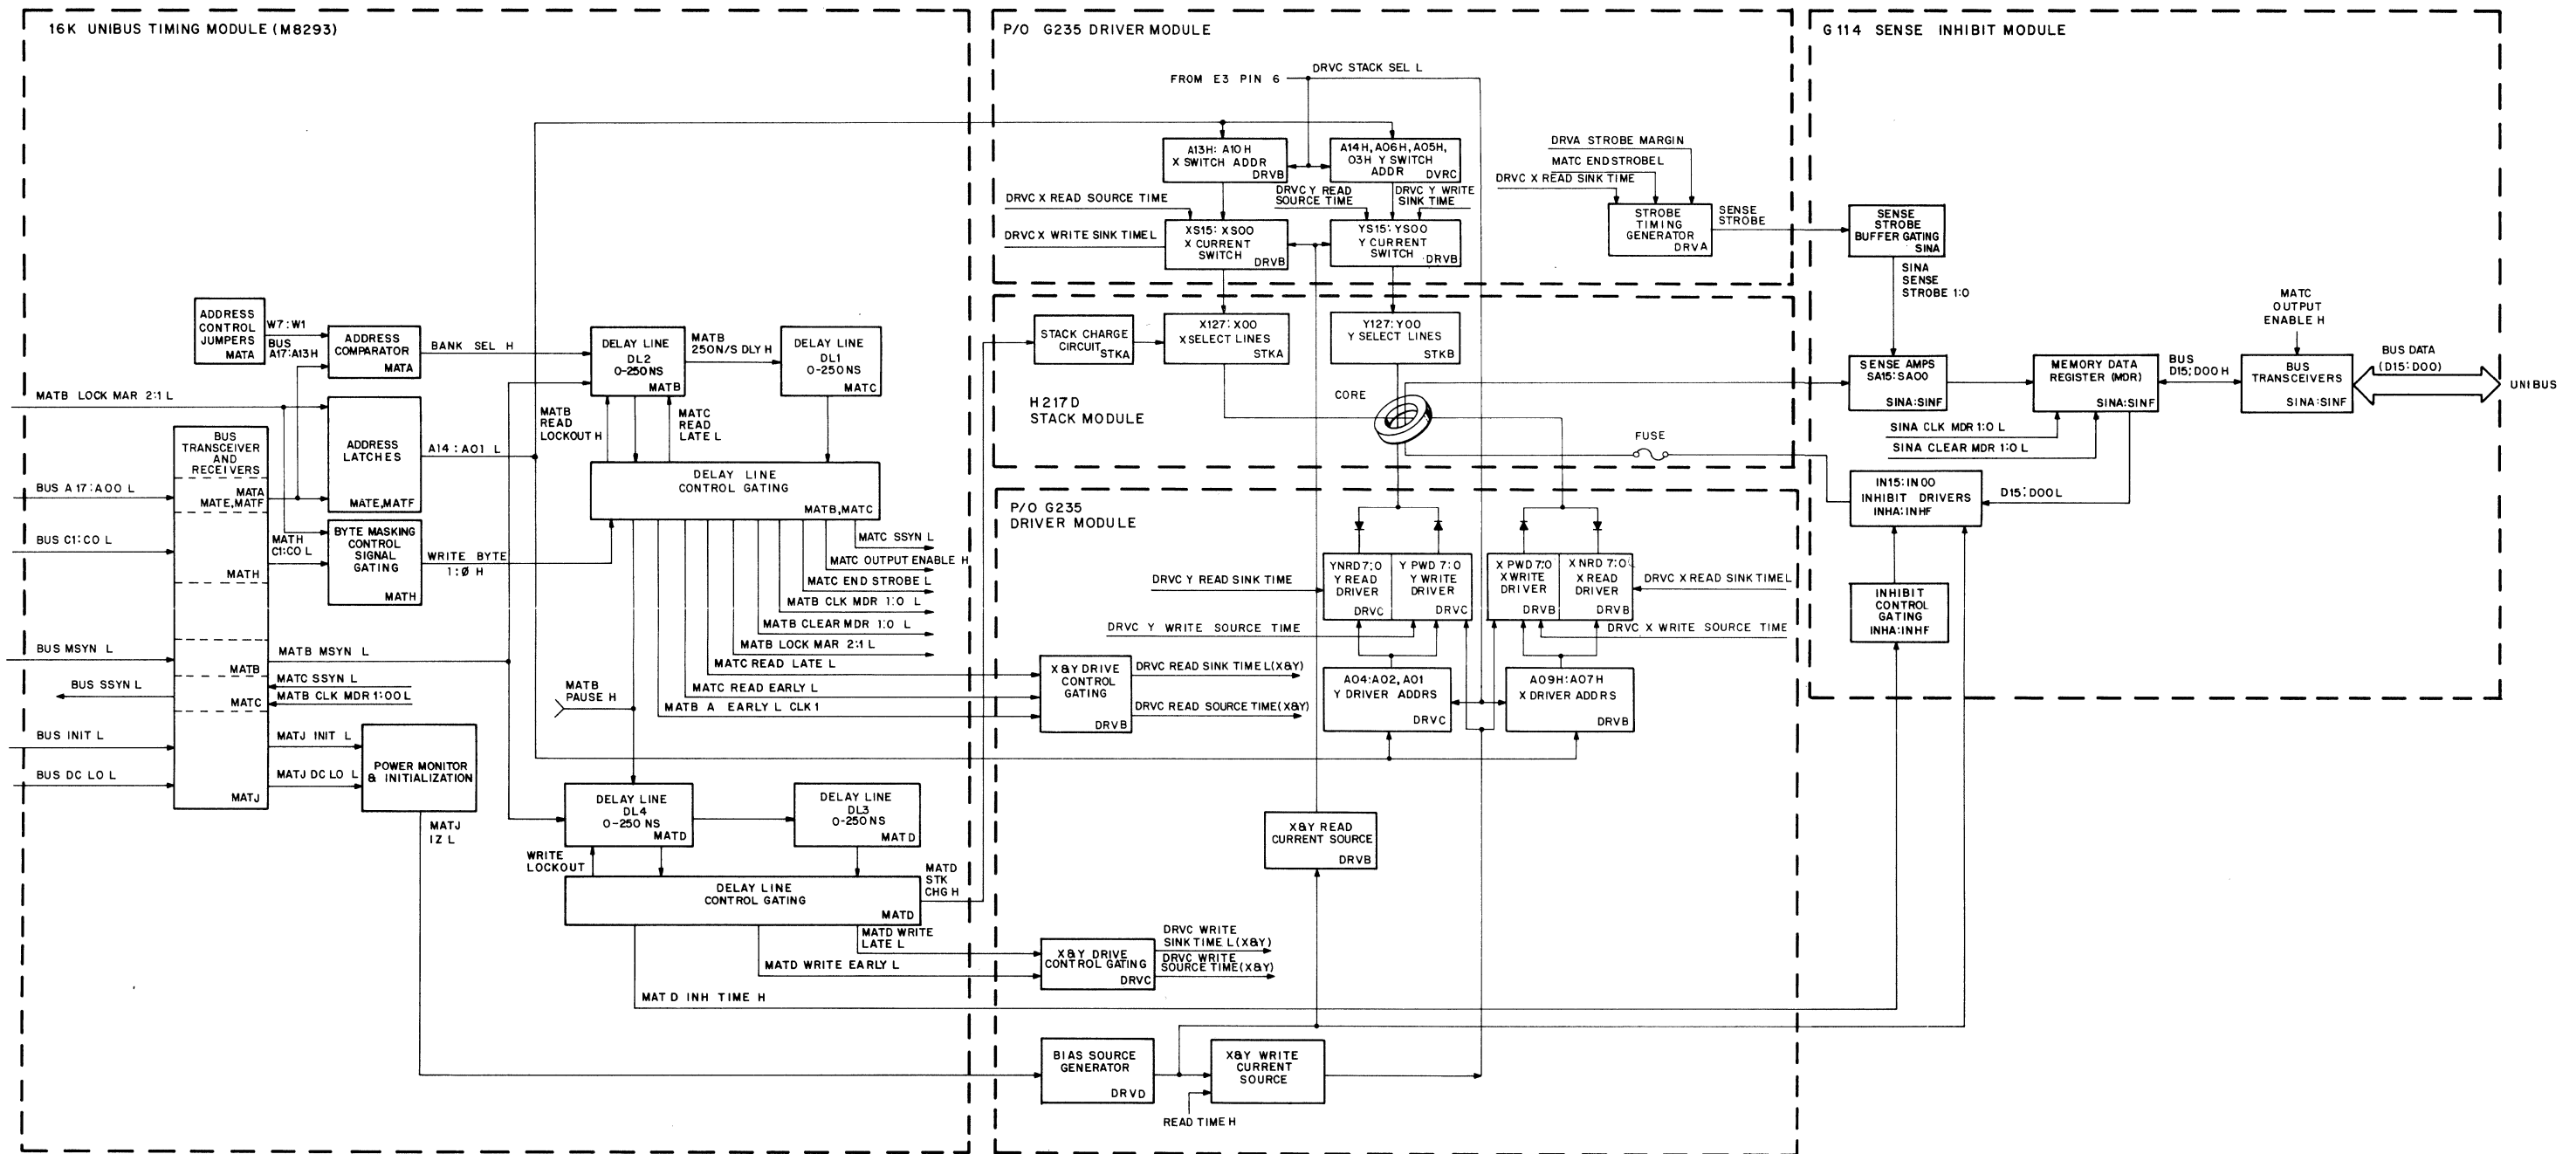 16K UNIBUS TIMING MODULE (M8293)
ADDRESS
CONTROL
JUMPERS
MATA
W7:W1
BUS
A17:A13H
ADDRESS
COMPARATOR
MATA
BANK SEL H
MATB LOCK MAR 2:1 L
ADDRESS
LATCHES
MATE,MATF
A14:A01 L
BUS
TRANSCEIVER
AND
RECEIVERS
MATA
MATE,MATF
MATH
MATB
MATC
MATJ
BUS A17:A00 L
BUS C1:C0 L
BUS MSYN L
BUS SSYN L
BUS INIT L
BUS DC LO L
MATH
C1:C0 L
BYTE MASKING
CONTROL
SIGNAL
GATING
MATH
WRITE BYTE
1:Ø H
MATB MSYN L
MATC SSYN L
MATB CLK MDR 1:00 L
MATJ INIT L
MATJ DC LO L
POWER MONITOR
& INITIALIZATION
MATJ
IZ L
DELAY LINE
DL2
0-250NS
MATB
MATB
250N/S DLY H
DELAY LINE
DL1
0-250NS
MATC
MATB
READ
LOCKOUT H
MATC
READ
LATE L
DELAY LINE
CONTROL GATING
MATB,MATC
MATC SSYN L
MATC OUTPUT ENABLE H
MATC END STROBE L
MATB CLK MDR 1:0 L
MATB CLEAR MDR 1:0 L
MATB LOCK MAR 2:1 L
MATC READ LATE L
MATC READ EARLY L
MATB A EARLY L CLK1
MATB
PAUSE H
DELAY LINE
DL4
0-250 NS
MATD
DELAY LINE
DL3
0-250NS
MATD
WRITE
LOCKOUT
DELAY LINE
CONTROL GATING
MATD
MATD
STK
CHG H
MATD WRITE
LATE L
MATD WRITE EARLY L
MAT D INH TIME H
P/O G235 DRIVER MODULE
FROM E3 PIN 6
DRVC STACK SEL L
A13H:A10H
X SWITCH ADDR
DRVB
A14H,A06H,A05H,
03H Y SWITCH
ADDR
DVRC
DRVC X READ SOURCE TIME
DRVC Y READ
SOURCE TIME
DRVC Y WRITE
SINK TIME
DRVC X WRITE SINK TIMEL
XS15:XS00
X CURRENT
SWITCH
DRVB
YS15:YS00
Y CURRENT
SWITCH
DRVB
DRVA STROBE MARGIN
MATC END STROBEL
DRVC X READ SINK TIME
STROBE
TIMING
GENERATOR
DRVA
SENSE
STROBE
STACK CHARGE
CIRCUIT
STKA
X127:X00
X SELECT LINES
STKA
Y127:Y00
Y SELECT LINES
STKB
H217D
STACK MODULE
CORE
FUSE
P/O G235
DRIVER MODULE
DRVC Y READ SINK TIME
YNRD 7:0
Y READ
DRIVER
DRVC
Y PWD 7:0
Y WRITE
DRIVER
DRVC
X PWD 7:0
X WRITE
DRIVER
DRVB
X NRD 7:0
X READ
DRIVER
DRVB
DRVC X READ SINK TIMEL
DRVC Y WRITE SOURCE TIME
DRVC X WRITE SOURCE TIME
X&Y DRIVE
CONTROL
GATING
DRVB
DRVC READ SINK TIME L(X&Y)
DRVC READ SOURCE TIME(X&Y)
A04:A02, A01
Y DRIVER ADDRS
DRVC
A09H:A07H
X DRIVER ADDRS
DRVB
X&Y READ
CURRENT SOURCE
DRVB
X&Y DRIVE
CONTROL GATING
DRVC
DRVC WRITE
SINK TIME L(X&Y)
DRVC WRITE
SOURCE TIME(X&Y)
BIAS SOURCE
GENERATOR
DRVD
X&Y WRITE
CURRENT
SOURCE
READ TIME H
G114 SENSE INHIBIT MODULE
SENSE
STROBE
BUFFER GATING
SINA
SINA
SENSE
STROBE 1:0
SENSE AMPS
SA15:SA00
SINA:SINF
MEMORY DATA
REGISTER (MDR)
SINA:SINF
BUS
D15:D00 H
MATC
OUTPUT
ENABLE H
BUS
TRANSCEIVERS
SINA:SINF
BUS DATA
(D15:D00)
UNIBUS
SINA CLK MDR 1:0 L
SINA CLEAR MDR 1:0 L
IN15:IN00
INHIBIT DRIVERS
INHA:INHF
D15:D00L
INHIBIT
CONTROL
GATING
INHA:INHF